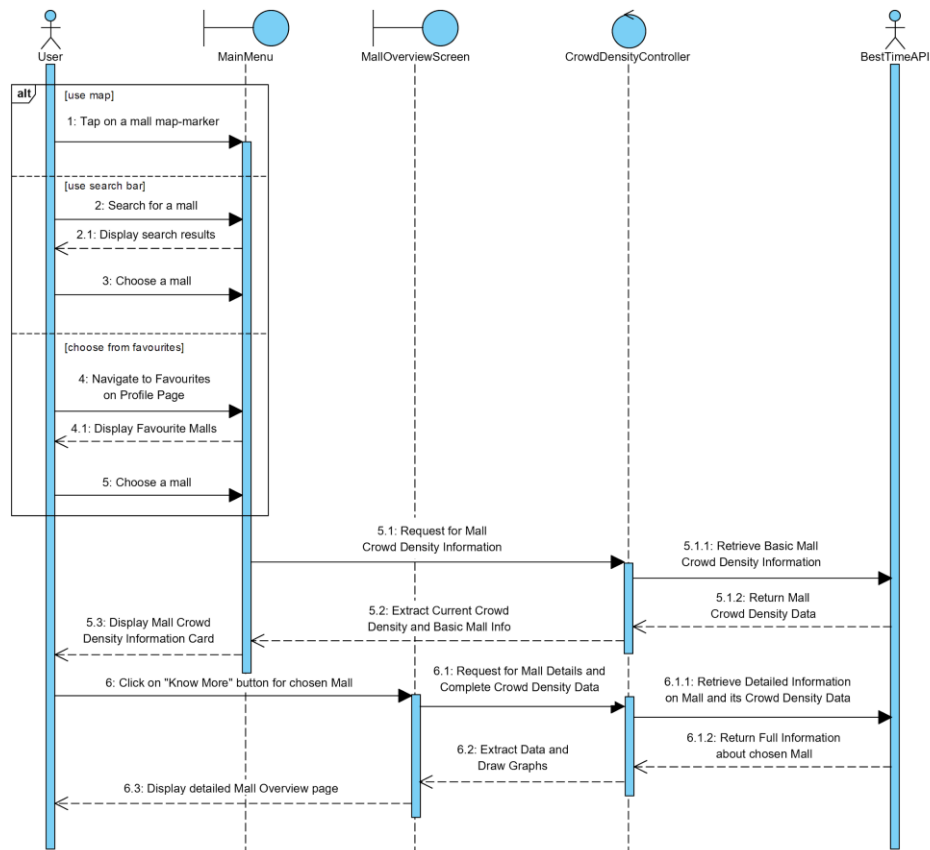 User
MainMenu
MallOverviewScreen
CrowdDensityController
BestTimeAPI
alt
[use map]
1: Tap on a mall map-marker
[use search bar]
2: Search for a mall
2.1: Display search results
3: Choose a mall
[choose from favourites]
4: Navigate to Favourites
on Profile Page
4.1: Display Favourite Malls
5: Choose a mall
5.1: Request for Mall
Crowd Density Information
5.1.1: Retrieve Basic Mall
Crowd Density Information
5.1.2: Return Mall
Crowd Density Data
5.2: Extract Current Crowd
Density and Basic Mall Info
5.3: Display Mall Crowd
Density Information Card
6: Click on "Know More" button for chosen Mall
6.1: Request for Mall Details and
Complete Crowd Density Data
6.1.1: Retrieve Detailed Information
on Mall and its Crowd Density Data
6.1.2: Return Full Information
about chosen Mall
6.2: Extract Data and
Draw Graphs
6.3: Display detailed Mall Overview page